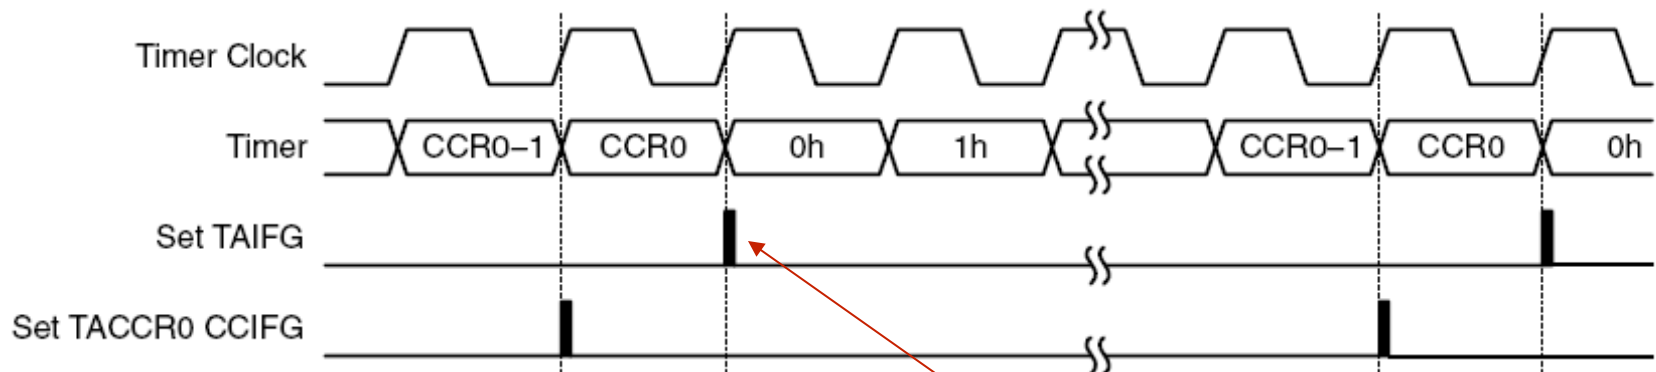 Timer Clock
Timer CCR0–1 CCR0 0h 1h CCR0–1 CCR0 0h
Set TAIFG
Set TACCR0 CCIFG